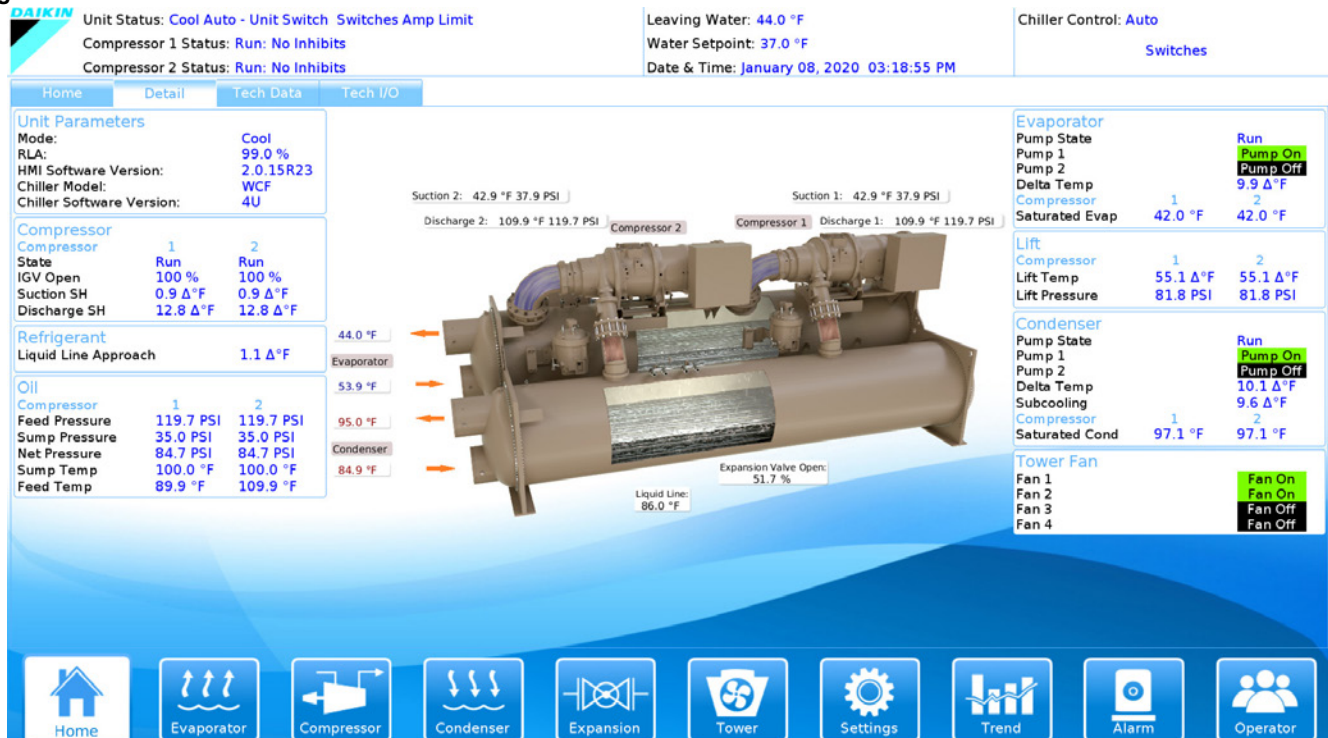 DAIKIN
Unit Status: Cool Auto - Unit Switch Switches Amp Limit
Compressor 1 Status: Run: No Inhibits
Compressor 2 Status: Run: No Inhibits
Leaving Water: 44.0 °F
Water Setpoint: 37.0 °F
Date & Time: January 08, 2020 03:18:55 PM
Chiller Control: Auto
Switches
Home Detail Tech Data Tech I/O
Unit Parameters
Mode: Cool
RLA: 99.0 %
HMI Software Version: 2.0.15R23
Chiller Model: WCF
Chiller Software Version: 4U
Compressor
Compressor 1 2
State Run Run
IGV Open 100 % 100 %
Suction SH 0.9 Δ°F 0.9 Δ°F
Discharge SH 12.8 Δ°F 12.8 Δ°F
Refrigerant
Liquid Line Approach 1.1 Δ°F
Oil
Compressor 1 2
Feed Pressure 119.7 PSI 119.7 PSI
Sump Pressure 35.0 PSI 35.0 PSI
Net Pressure 84.7 PSI 84.7 PSI
Sump Temp 100.0 °F 100.0 °F
Feed Temp 89.9 °F 109.9 °F
Suction 2: 42.9 °F 37.9 PSI
Suction 1: 42.9 °F 37.9 PSI
Discharge 2: 109.9 °F 119.7 PSI
Compressor 2
Compressor 1
Discharge 1: 109.9 °F 119.7 PSI
44.0 °F
Evaporator
53.9 °F
95.0 °F
Condenser
84.9 °F
Expansion Valve Open:
51.7 %
Liquid Line:
86.0 °F
Evaporator
Pump State Run
Pump 1 Pump On
Pump 2 Pump Off
Delta Temp 9.9 Δ°F
Compressor 1 2
Saturated Evap 42.0 °F 42.0 °F
Lift
Compressor 1 2
Lift Temp 55.1 Δ°F 55.1 Δ°F
Lift Pressure 81.8 PSI 81.8 PSI
Condenser
Pump State Run
Pump 1 Pump On
Pump 2 Pump Off
Delta Temp 10.1 Δ°F
Subcooling 9.6 Δ°F
Compressor 1 2
Saturated Cond 97.1 °F 97.1 °F
Tower Fan
Fan 1 Fan On
Fan 2 Fan On
Fan 3 Fan Off
Fan 4 Fan Off
Home Evaporator Compressor Condenser Expansion Tower Settings Trend Alarm Operator